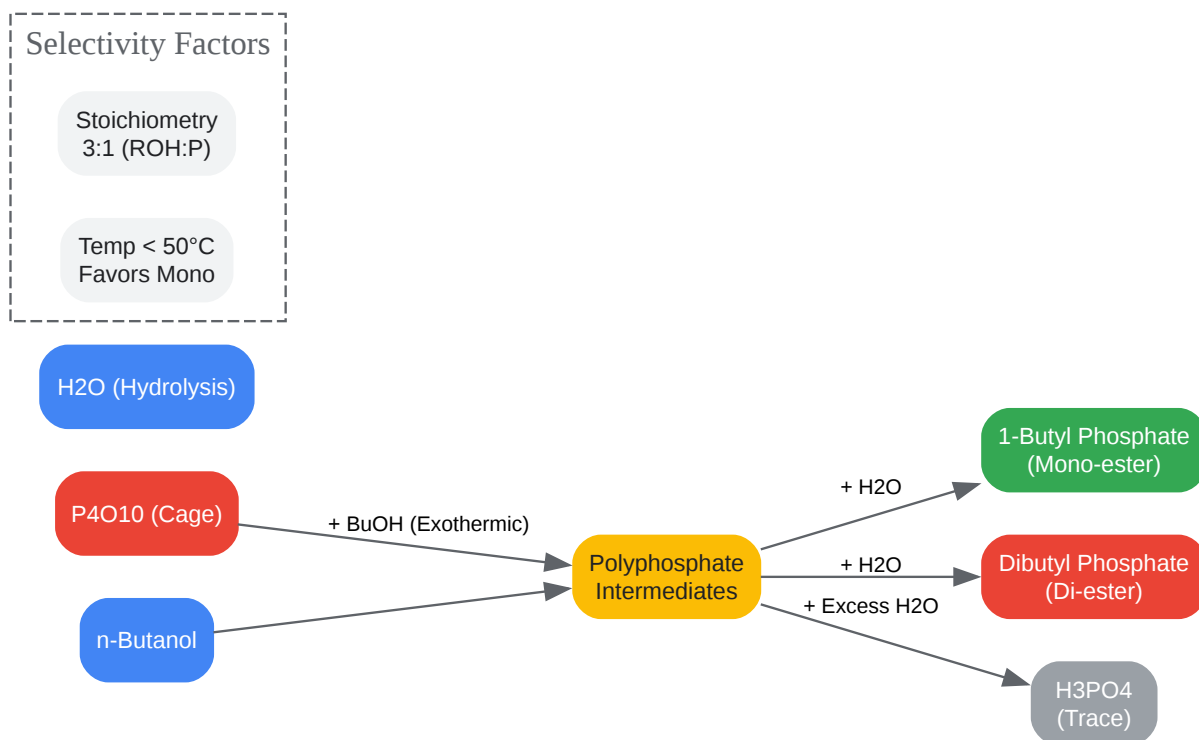 Selectivity Factors
Stoichiometry
3:1 (ROH:P)
Temp < 50°C
Favors Mono
H2O (Hydrolysis)
P4O10 (Cage)
n-Butanol
+ BuOH (Exothermic)
Polyphosphate
Intermediates
+ H2O
+ H2O
+ Excess H2O
1-Butyl Phosphate
(Mono-ester)
Dibutyl Phosphate
(Di-ester)
H3PO4
(Trace)